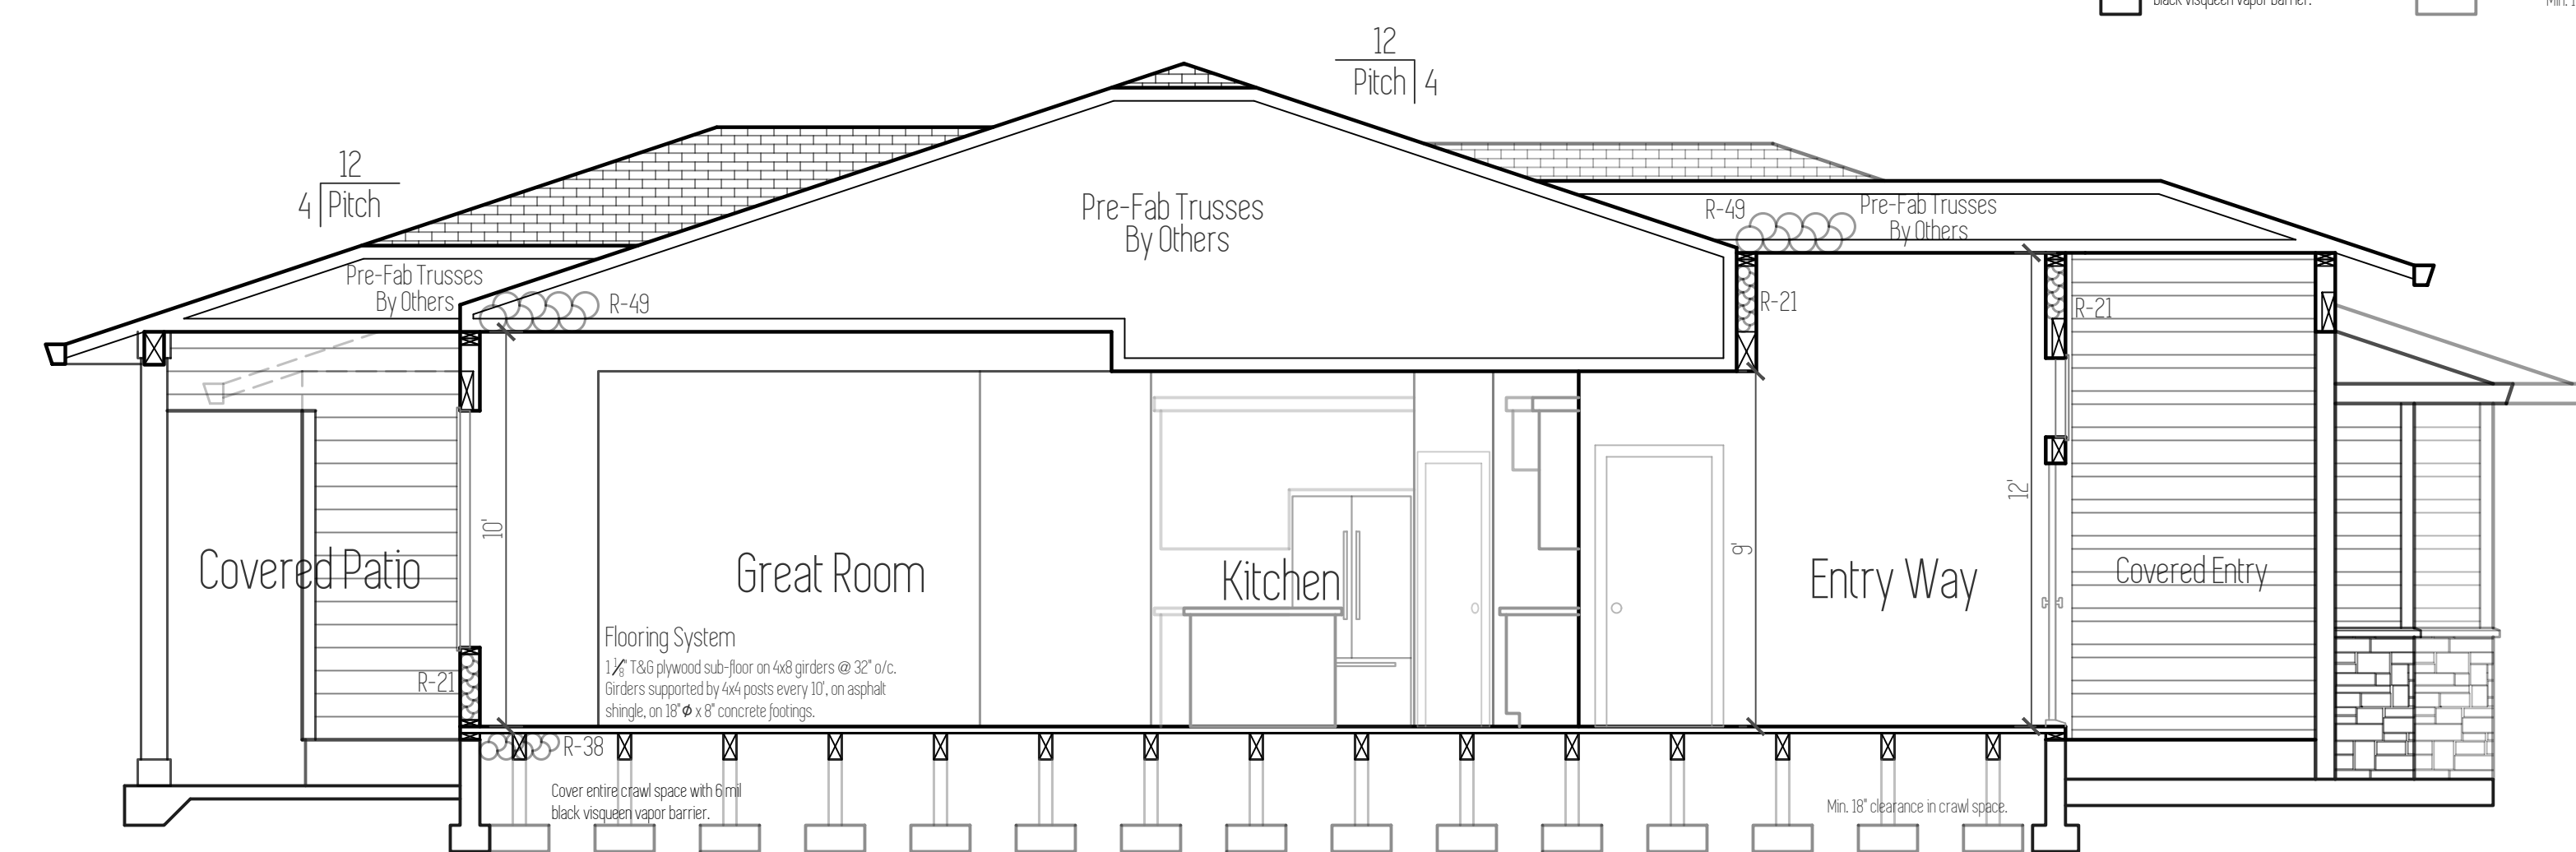 black visqueen vapor barrier.
12
Pitch 4
12
4 Pitch
Pre-Fab Trusses
By Others
R-49
Pre-Fab Trusses
By Others
Pre-Fab Trusses
By Others
R-49
R-21
R-21
10'
12'
9'
Covered Patio
Great Room
Kitchen
Entry Way
Covered Entry
Flooring System
1 1/8" T&G plywood sub-floor on 4x8 girders @ 32" o/c.
Girders supported by 4x4 posts every 10', on asphalt
shingle, on 18"Ø x 8" concrete footings.
R-21
R-38
Cover entire crawl space with 6 mil
black visqueen vapor barrier.
Min. 18" clearance in crawl space.